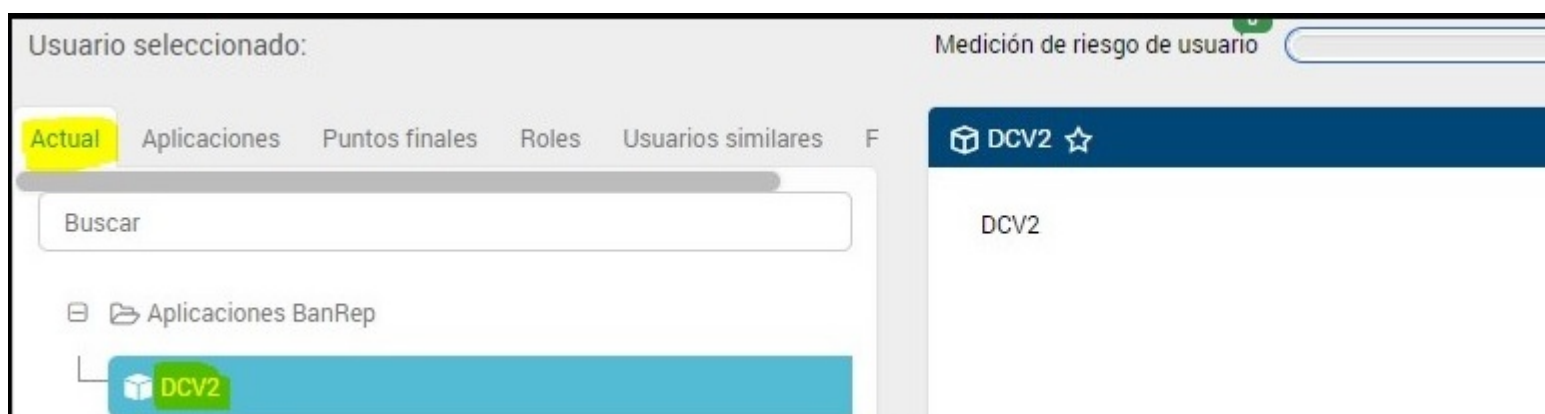 Usuario seleccionado:
Medición de riesgo de usuario
Actual Aplicaciones Puntos finales Roles Usuarios similares F
DCV2
Buscar
DCV2
Aplicaciones BanRep
DCV2